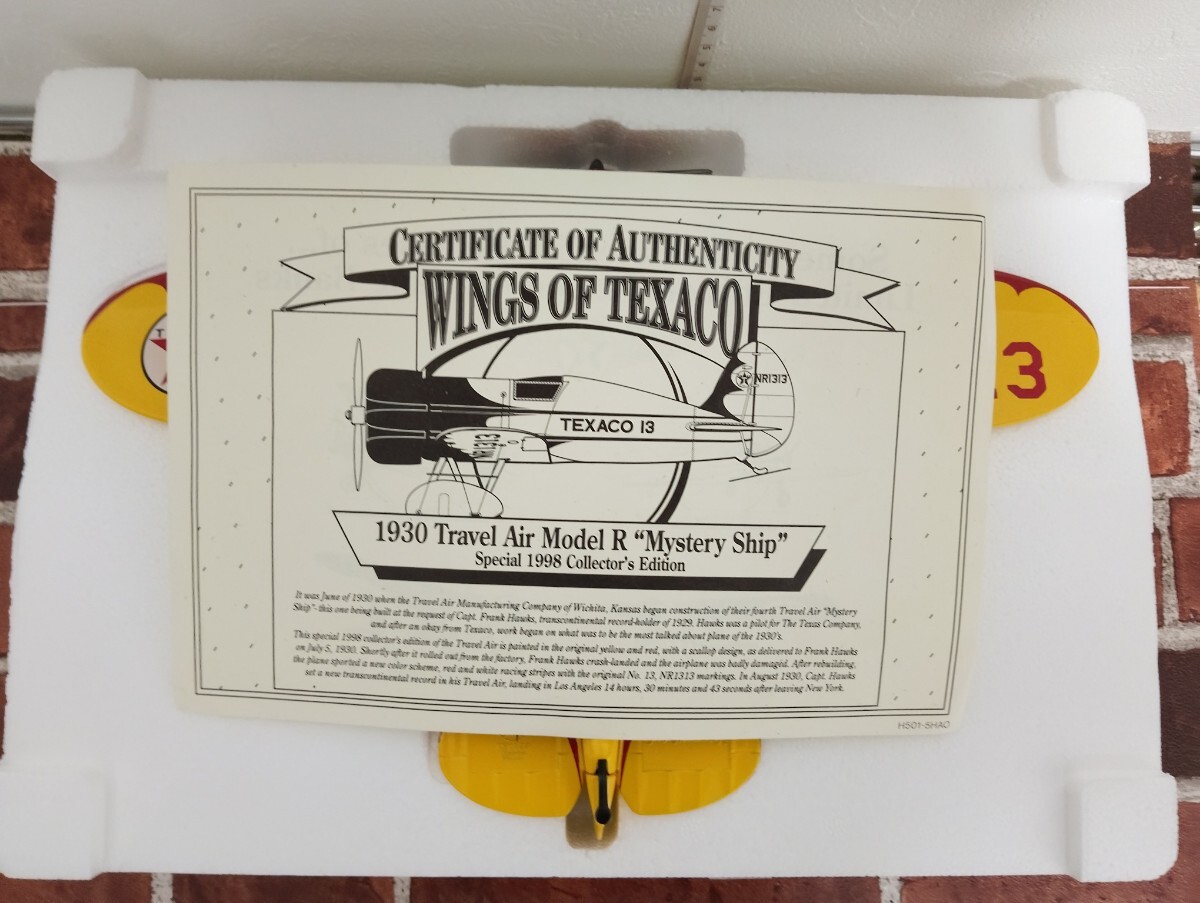 CERTIFICATE OF AUTHENTICITY
WINGS OF TEXACO
NR1313
TEXACO 13
1930 Travel Air Model R “Mystery Ship”
Special 1998 Collector's Edition
It was June of 1930 when the Travel Air Manufacturing Company of Wichita, Kansas began construction of their fourth Travel Air “Mystery
Ship”- this one being built at the request of Capt. Frank Hawks, transcontinental record-holder of 1929. Hawks was a pilot for The Texas Company,
and after an okay from Texaco, work began on what was to be the most talked about plane of the 1930's.
This special 1998 collector's edition of the Travel Air is painted in the original yellow and red, with a scallop design, as delivered to Frank Hawks
on July 5, 1930. Shortly after it rolled out from the factory, Frank Hawks crash-landed and the airplane was badly damaged. After rebuilding,
the plane sported a new color scheme, red and white racing stripes with the original No. 13, NR1313 markings. In August 1930, Capt. Hawks
set a new transcontinental record in his Travel Air, landing in Los Angeles 14 hours, 30 minutes and 43 seconds after leaving New York.
H501-SHAO
T
13